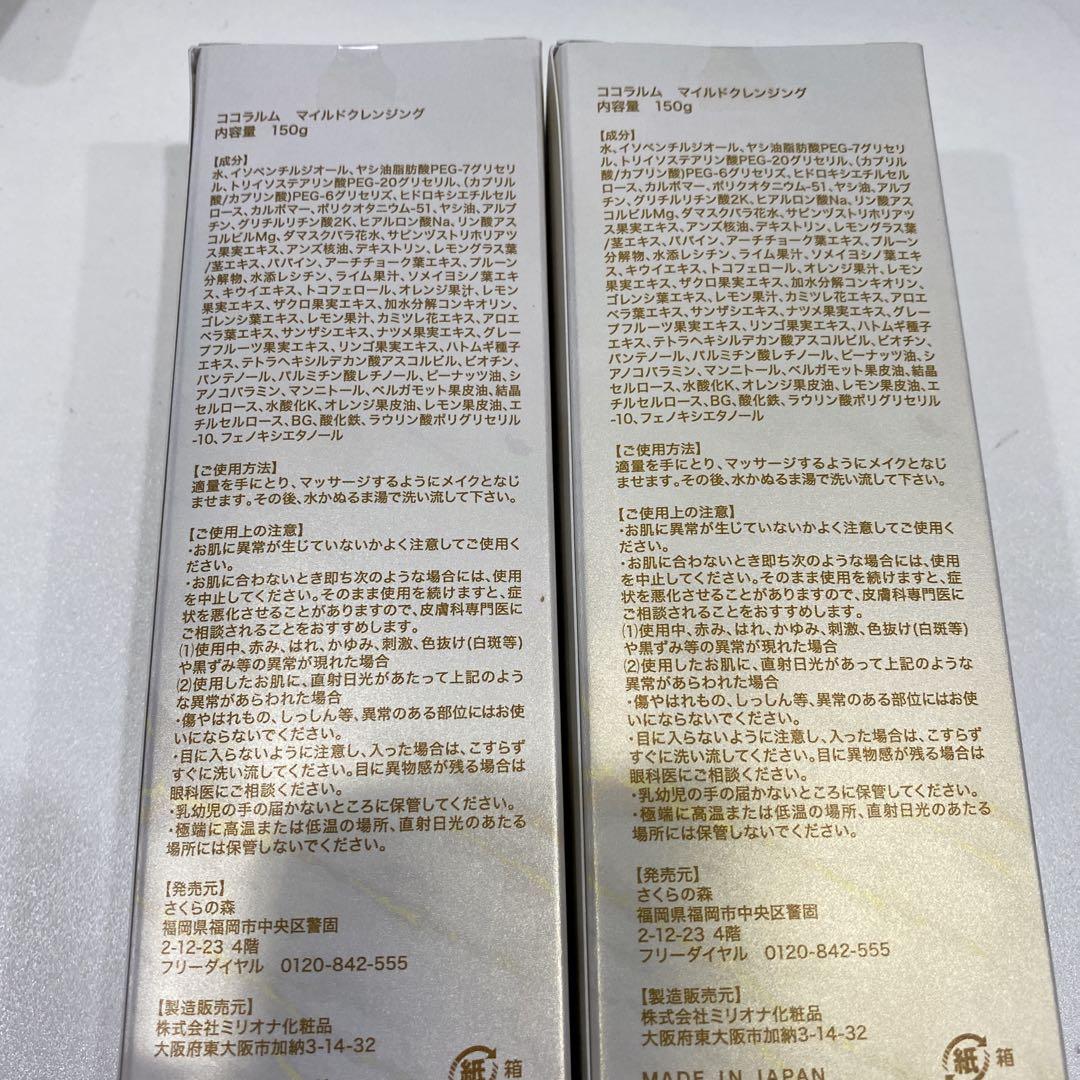 ココラルム　マイルドクレンジング
内容量　150g
【成分】
水、イソペンチルジオール、ヤシ油脂肪酸PEG-7グリセリ
ル、トリイソステアリン酸PEG-20グリセリル、(カプリル
酸/カプリン酸)PEG-6グリセリズ、ヒドロキシエチルセル
ロース、カルボマー、ポリクオタニウム-51、ヤシ油、アルブ
チン、グリチルリチン酸2K、ヒアルロン酸Na、リン酸アス
コルビルMg、ダマスクバラ花水、サピンヅストリホリアツ
ス果実エキス、アンズ核油、デキストリン、レモングラス葉
/茎エキス、パパイン、アーチチョーク葉エキス、プルーン
分解物、水添レシチン、ライム果汁、ソメイヨシノ葉エキ
ス、キウイエキス、トコフェロール、オレンジ果汁、レモン
果実エキス、ザクロ果実エキス、加水分解コンキオリン、
ゴレンシ葉エキス、レモン果汁、カミツレ花エキス、アロエ
ベラ葉エキス、サンザシエキス、ナツメ果実エキス、グレー
プフルーツ果実エキス、リンゴ果実エキス、ハトムギ種子
エキス、テトラヘキシルデカン酸アスコルビル、ビオチン、
パンテノール、パルミチン酸レチノール、ピーナッツ油、シ
アノコバラミン、マンニトール、ベルガモット果皮油、結晶
セルロース、水酸化K、オレンジ果皮油、レモン果皮油、エ
チルセルロース、BG、酸化鉄、ラウリン酸ポリグリセリル
-10、フェノキシエタノール
【ご使用方法】
適量を手にとり、マッサージするようにメイクとなじ
ませます。その後、水かぬるま湯で洗い流して下さい。
【ご使用上の注意】
・お肌に異常が生じていないかよく注意してご使用く
ださい。
・お肌に合わないとき即ち次のような場合には、使用
を中止してください。そのまま使用を続けますと、症
状を悪化させることがありますので、皮膚科専門医に
ご相談されることをおすすめします。
(1)使用中、赤み、はれ、かゆみ、刺激、色抜け(白斑等)
や黒ずみ等の異常が現れた場合
(2)使用したお肌に、直射日光があたって上記のよう
な異常があらわれた場合
・傷やはれもの、しっしん等、異常のある部位にはお使
いにならないでください。
・目に入らないように注意し、入った場合は、こすらず
すぐに洗い流してください。目に異物感が残る場合は
眼科医にご相談ください。
・乳幼児の手の届かないところに保管してください。
・極端に高温または低温の場所、直射日光のあたる
場所には保管しないでください。
【発売元】
さくらの森
福岡県福岡市中央区警固
2-12-23 4階
フリーダイヤル　0120-842-555
【製造販売元】
株式会社ミリオナ化粧品
大阪府東大阪市加納3-14-32
紙 箱
ココラルム　マイルドクレンジング
内容量　150g
【成分】
水、イソペンチルジオール、ヤシ油脂肪酸PEG-7グリセリ
ル、トリイソステアリン酸PEG-20グリセリル、(カプリル
酸/カプリン酸)PEG-6グリセリズ、ヒドロキシエチルセル
ロース、カルボマー、ポリクオタニウム-51、ヤシ油、アルブ
チン、グリチルリチン酸2K、ヒアルロン酸Na、リン酸アス
コルビルMg、ダマスクバラ花水、サピンヅストリホリアツ
ス果実エキス、アンズ核油、デキストリン、レモングラス葉
/茎エキス、パパイン、アーチチョーク葉エキス、プルーン
分解物、水添レシチン、ライム果汁、ソメイヨシノ葉エキ
ス、キウイエキス、トコフェロール、オレンジ果汁、レモン
果実エキス、ザクロ果実エキス、加水分解コンキオリン、
ゴレンシ葉エキス、レモン果汁、カミツレ花エキス、アロエ
ベラ葉エキス、サンザシエキス、ナツメ果実エキス、グレー
プフルーツ果実エキス、リンゴ果実エキス、ハトムギ種子
エキス、テトラヘキシルデカン酸アスコルビル、ビオチン、
パンテノール、パルミチン酸レチノール、ピーナッツ油、シ
アノコバラミン、マンニトール、ベルガモット果皮油、結晶
セルロース、水酸化K、オレンジ果皮油、レモン果皮油、エ
チルセルロース、BG、酸化鉄、ラウリン酸ポリグリセリル
-10、フェノキシエタノール
【ご使用方法】
適量を手にとり、マッサージするようにメイクとなじ
ませます。その後、水かぬるま湯で洗い流して下さい。
【ご使用上の注意】
・お肌に異常が生じていないかよく注意してご使用く
ださい。
・お肌に合わないとき即ち次のような場合には、使用
を中止してください。そのまま使用を続けますと、症
状を悪化させることがありますので、皮膚科専門医に
ご相談されることをおすすめします。
(1)使用中、赤み、はれ、かゆみ、刺激、色抜け(白斑等)
や黒ずみ等の異常が現れた場合
(2)使用したお肌に、直射日光があたって上記のような
異常があらわれた場合
・傷やはれもの、しっしん等、異常のある部位にはお使
いにならないでください。
・目に入らないように注意し、入った場合は、こすらず
すぐに洗い流してください。目に異物感が残る場合は
眼科医にご相談ください。
・乳幼児の手の届かないところに保管してください。
・極端に高温または低温の場所、直射日光のあたる
場所には保管しないでください。
【発売元】
さくらの森
福岡県福岡市中央区警固
2-12-23 4階
フリーダイヤル　0120-842-555
【製造販売元】
株式会社ミリオナ化粧品
大阪府東大阪市加納3-14-32
MADE IN JAPAN
紙 箱